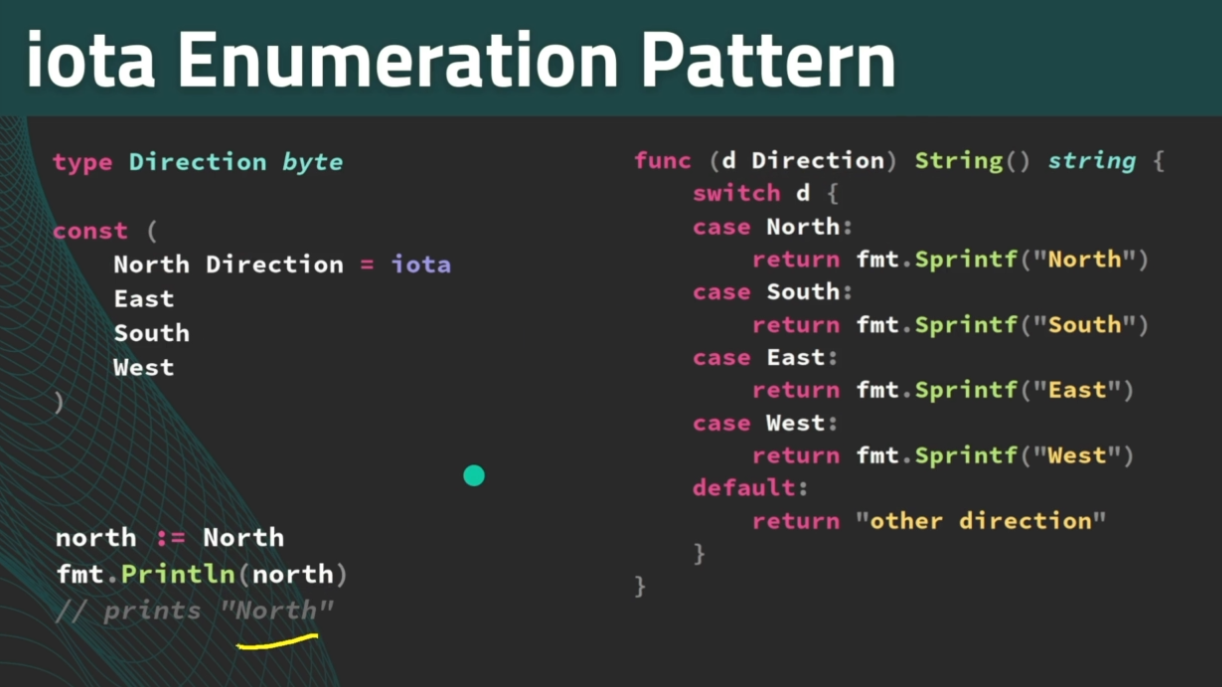 iota Enumeration Pattern
type Direction byte
const (
    North Direction = iota
    East
    South
    West
)
north := North
fmt.Println(north)
// prints "North"
func (d Direction) String() string {
    switch d {
    case North:
        return fmt.Sprintf("North")
    case South:
        return fmt.Sprintf("South")
    case East:
        return fmt.Sprintf("East")
    case West:
        return fmt.Sprintf("West")
    default:
        return "other direction"
    }
}